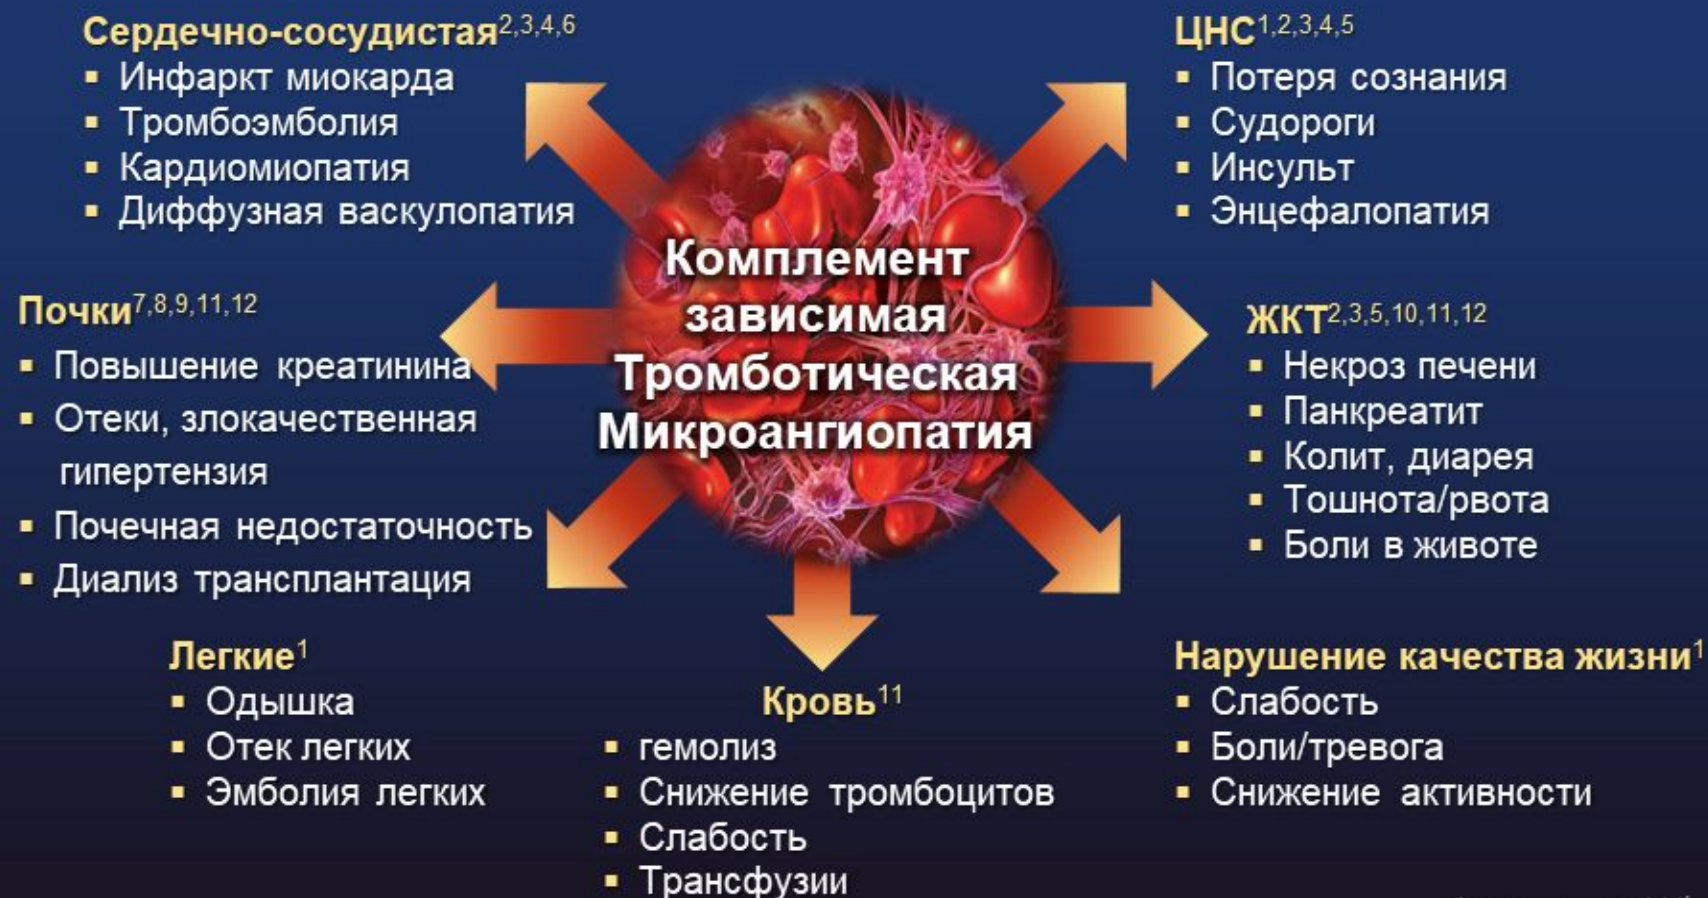 Сердечно-сосудистая2,3,4,6
▪ Инфаркт миокарда
▪ Тромбоэмболия
▪ Кардиомиопатия
▪ Диффузная васкулопатия
ЦНС1,2,3,4,5
▪ Потеря сознания
▪ Судороги
▪ Инсульт
▪ Энцефалопатия
Комплемент
зависимая
Тромботическая
Микроангиопатия
Почки7,8,9,11,12
▪ Повышение креатинина
▪ Отеки, злокачественная
гипертензия
▪ Почечная недостаточность
▪ Диализ трансплантация
ЖКТ2,3,5,10,11,12
▪ Некроз печени
▪ Панкреатит
▪ Колит, диарея
▪ Тошнота/рвота
▪ Боли в животе
Легкие1
▪ Одышка
▪ Отек легких
▪ Эмболия легких
Кровь11
▪ гемолиз
▪ Снижение тромбоцитов
▪ Слабость
▪ Трансфузии
Нарушение качества жизни1
▪ Слабость
▪ Боли/тревога
▪ Снижение активности